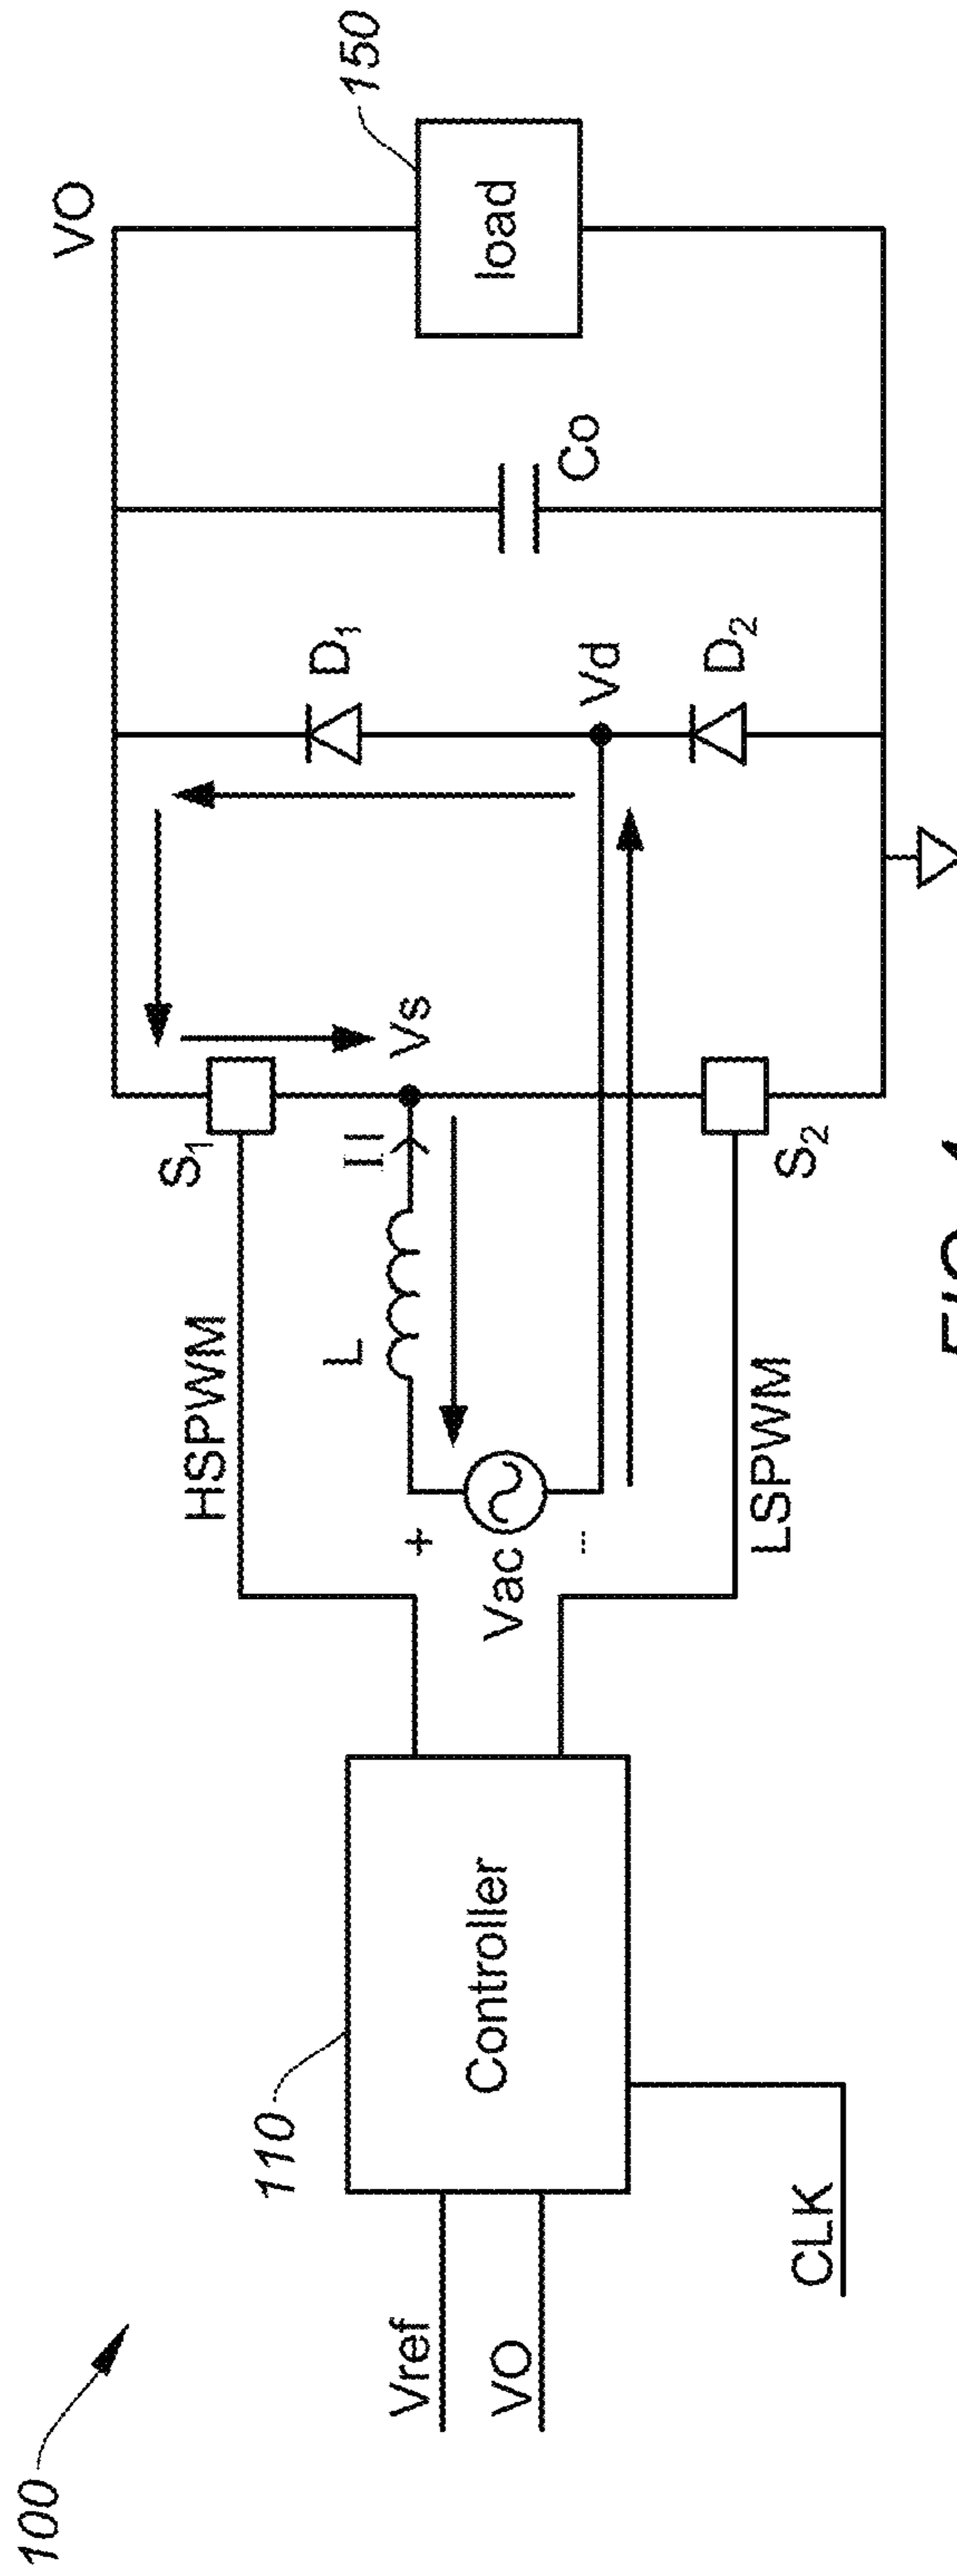 100
110
Vref
VO
CLK
Controller
HSPWM
LSPWM
Vac
+
--
L
Il
S1
S2
Vs
Vd
D1
D2
Co
VO
load
150